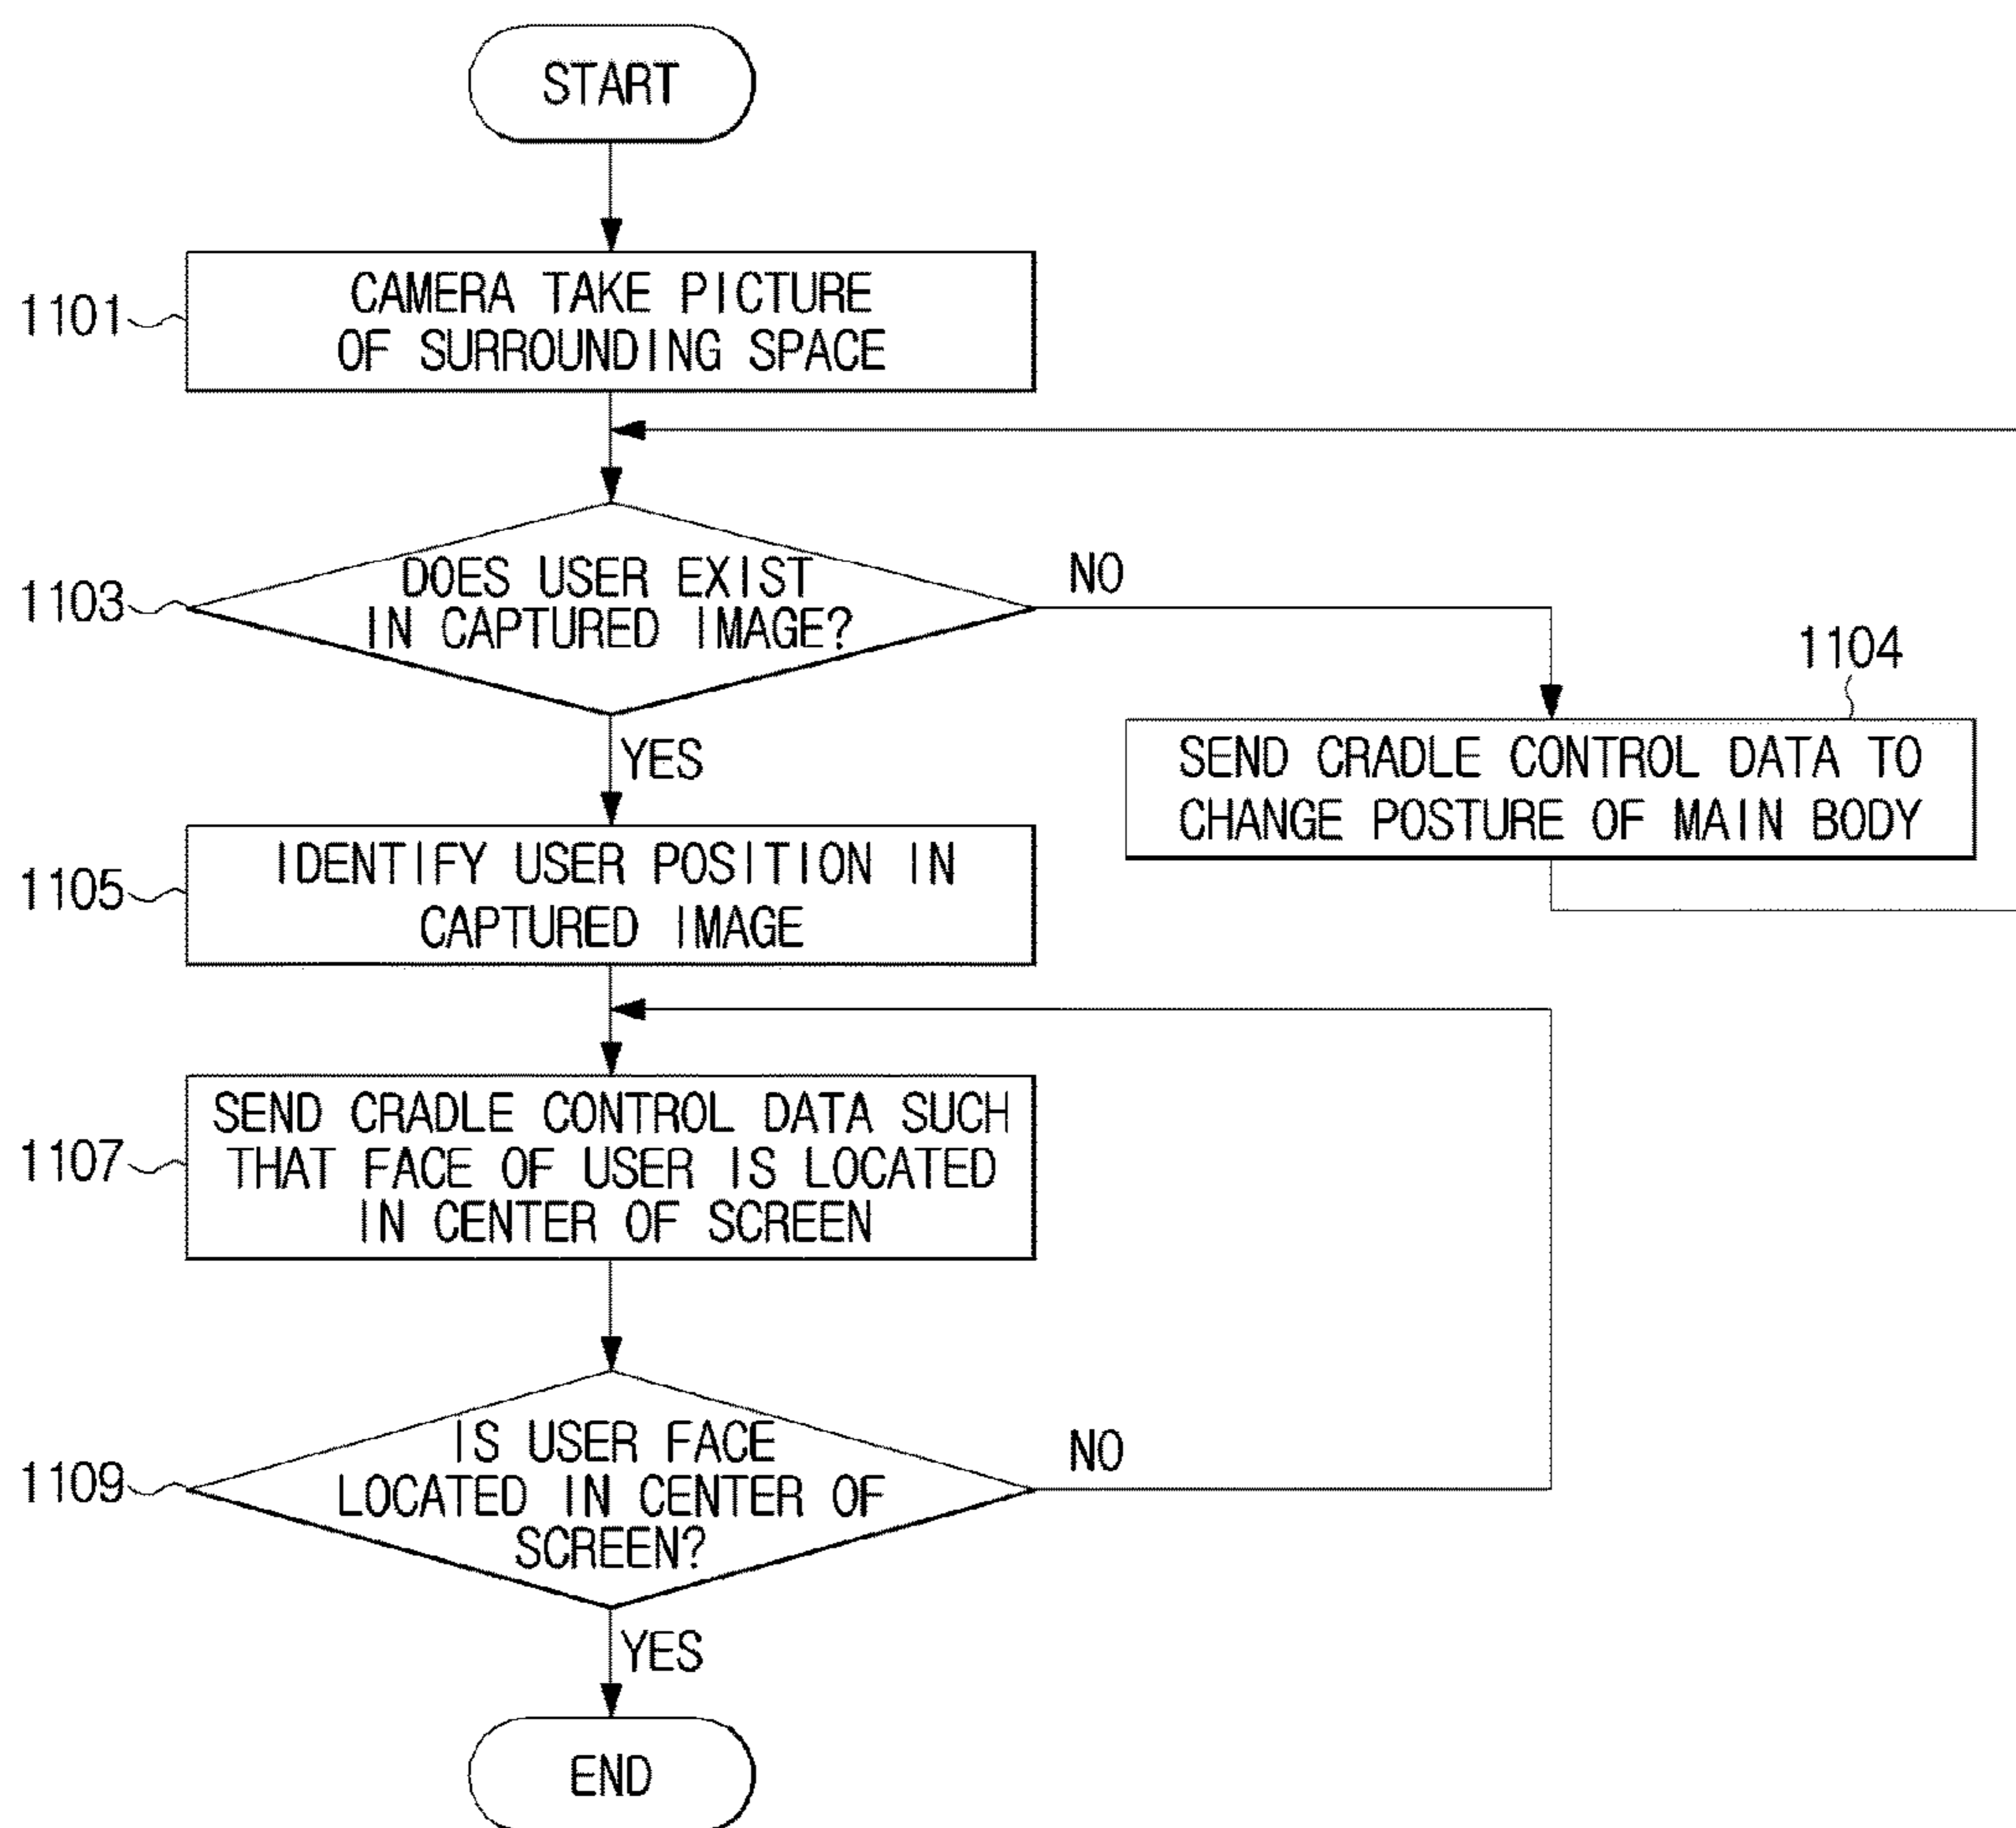 START
1101
CAMERA TAKE PICTURE
OF SURROUNDING SPACE
1103
DOES USER EXIST
IN CAPTURED IMAGE?
NO
1104
SEND CRADLE CONTROL DATA TO
CHANGE POSTURE OF MAIN BODY
YES
1105
IDENTIFY USER POSITION IN
CAPTURED IMAGE
1107
SEND CRADLE CONTROL DATA SUCH
THAT FACE OF USER IS LOCATED
IN CENTER OF SCREEN
1109
IS USER FACE
LOCATED IN CENTER OF
SCREEN?
NO
YES
END